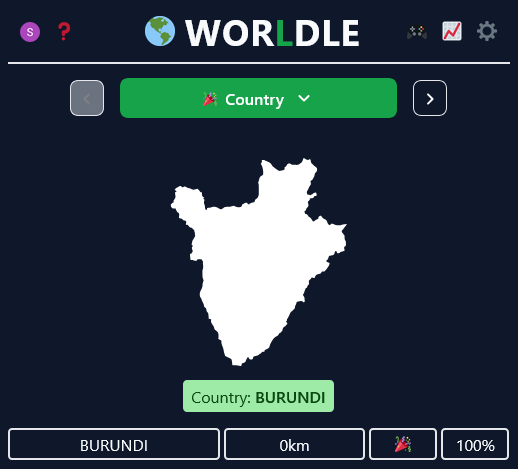 S
?
WORLDLE
Country
Country: BURUNDI
BURUNDI
0km
100%